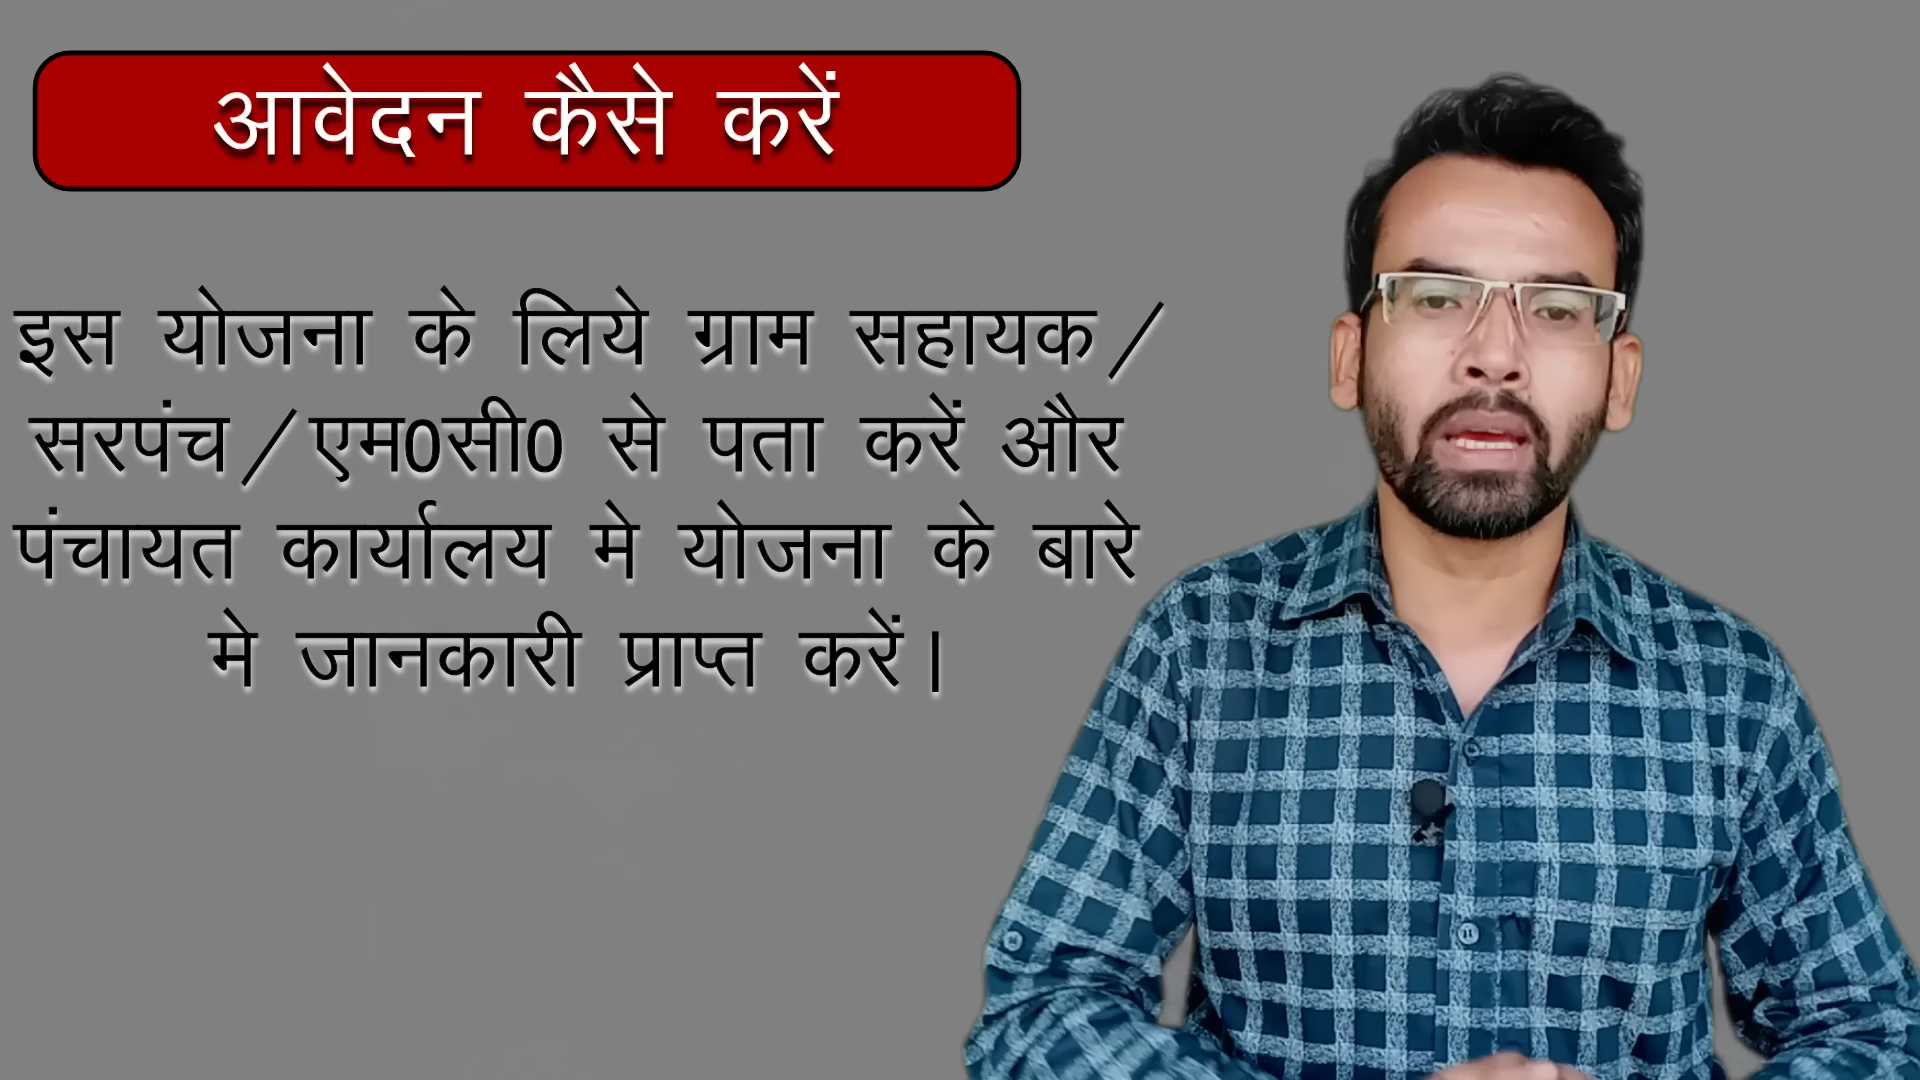 आवेदन कैसे करें
इस योजना के लिये ग्राम सहायक/
सरपंच/एम0सी0 से पता करें और
पंचायत कार्यालय मे योजना के बारे
मे जानकारी प्राप्त करें।